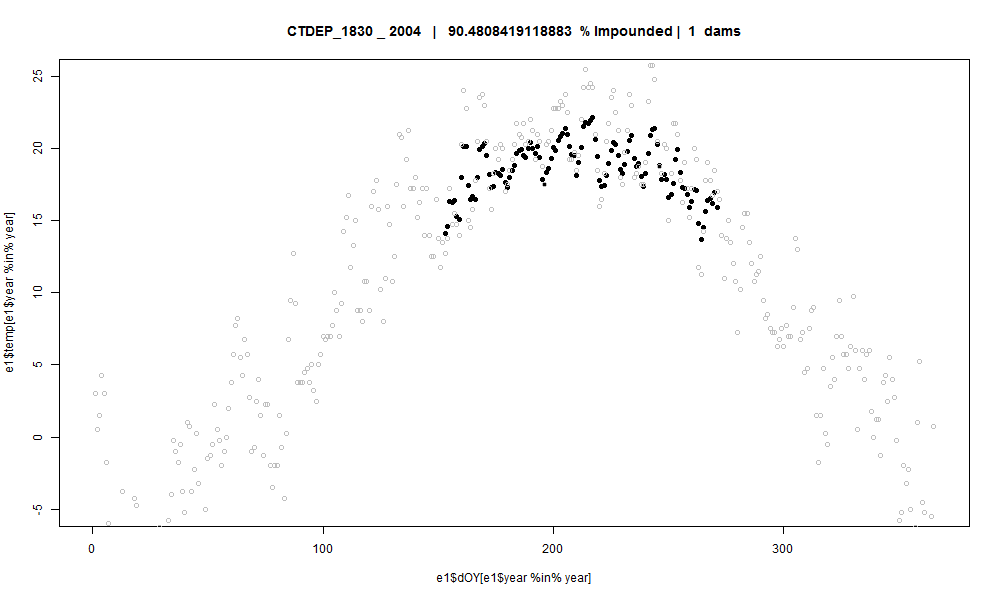 CTDEP_1830 _ 2004 | 90.4808419118883 % Impounded | 1 dams
e1$temp[e1$year %in% year]
25
20
15
10
5
0
-5
0 100 200 300
e1$dOY[e1$year %in% year]